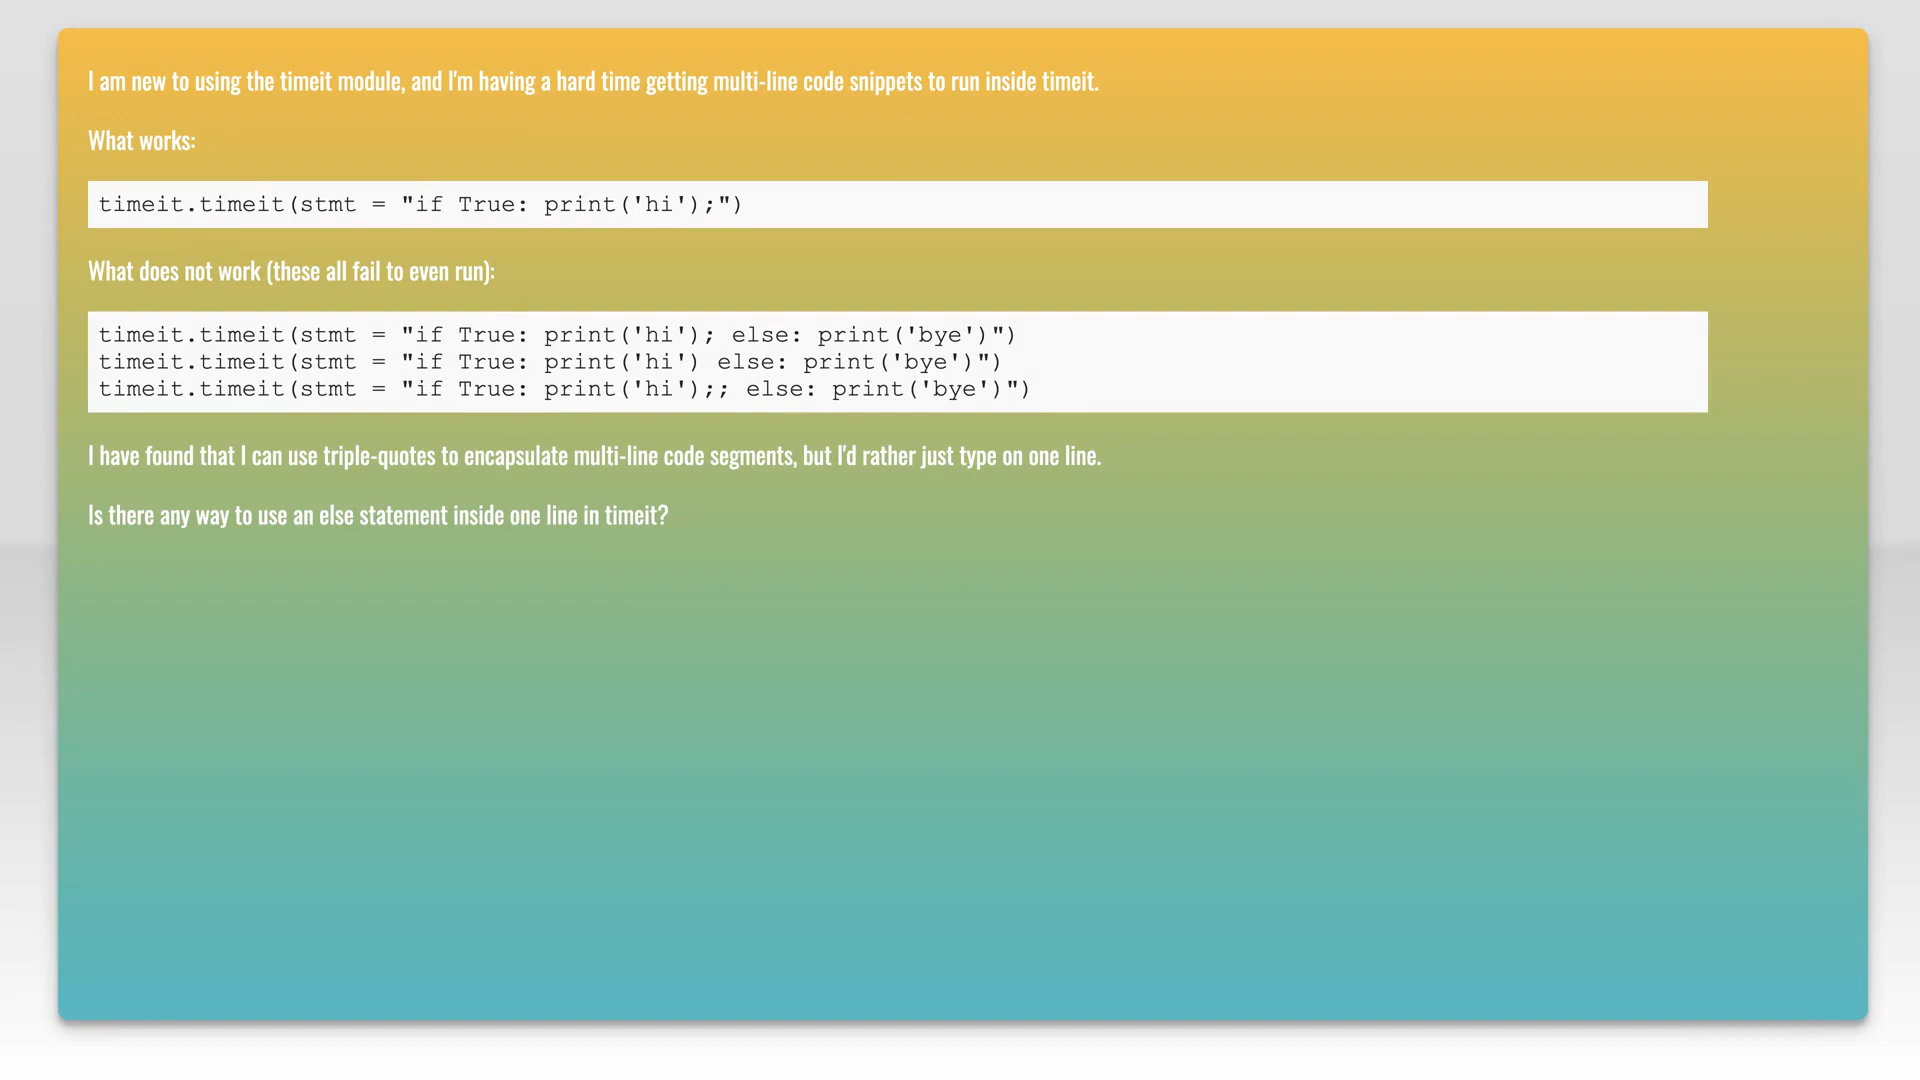 I am new to using the timeit module, and I'm having a hard time getting multi-line code snippets to run inside timeit.
What works:
timeit.timeit(stmt = "if True: print('hi');")
What does not work (these all fail to even run):
timeit.timeit(stmt = "if True: print('hi'); else: print('bye')")
timeit.timeit(stmt = "if True: print('hi') else: print('bye')")
timeit.timeit(stmt = "if True: print('hi');; else: print('bye')")
I have found that I can use triple-quotes to encapsulate multi-line code segments, but I'd rather just type on one line.
Is there any way to use an else statement inside one line in timeit?